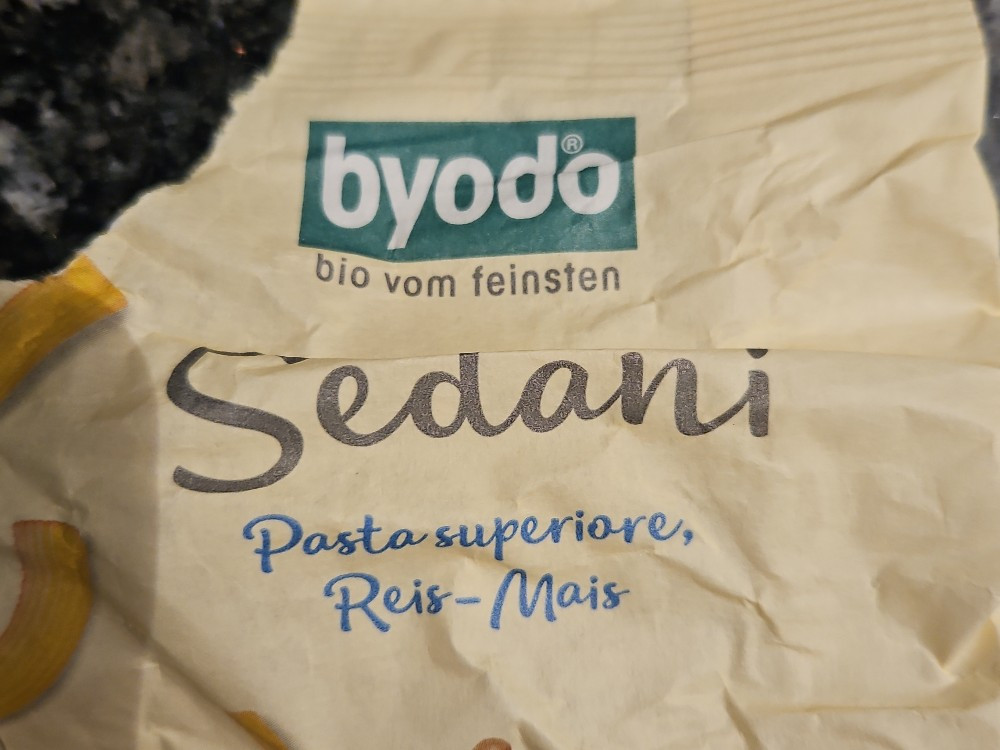 byodo®
bio vom feinsten
Sedani
Pasta superiore,
Reis-Mais